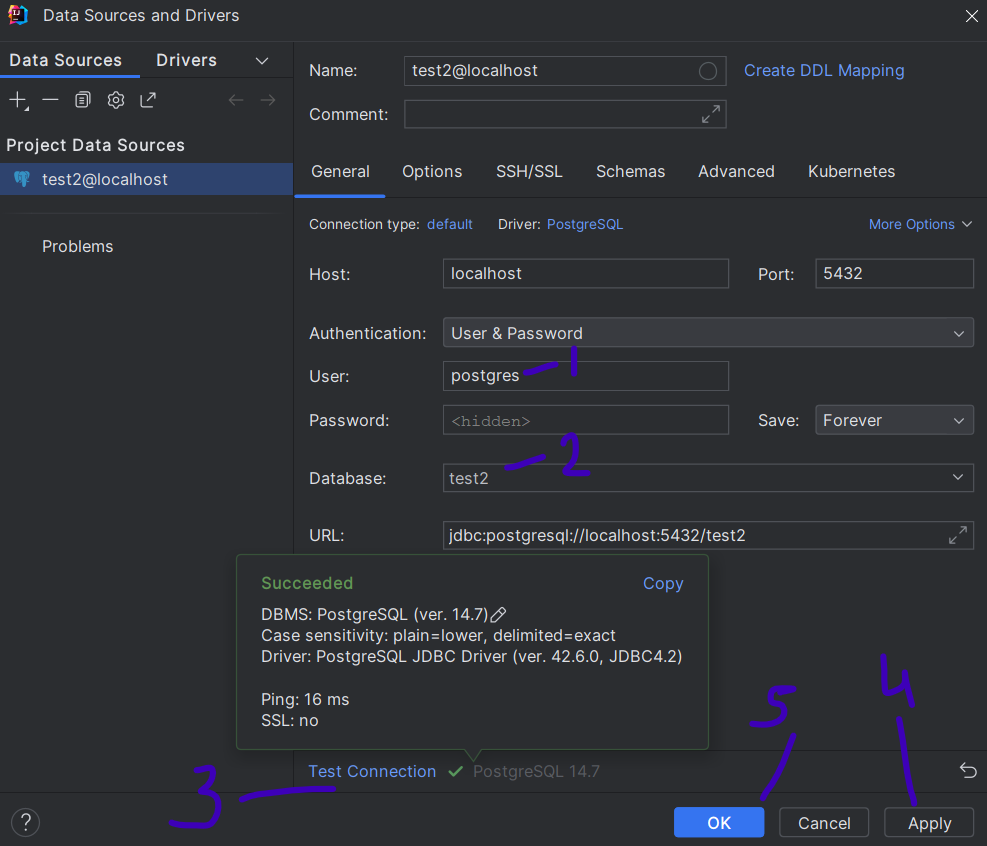 Data Sources and Drivers
Data Sources Drivers
Project Data Sources
test2@localhost
Problems
Name: test2@localhost Create DDL Mapping
Comment:
General Options SSH/SSL Schemas Advanced Kubernetes
Connection type: default Driver: PostgreSQL More Options
Host: localhost Port: 5432
Authentication: User & Password
1
User: postgres
Password: <hidden> Save: Forever
2
Database: test2
URL: jdbc:postgresql://localhost:5432/test2
Succeeded Copy
DBMS: PostgreSQL (ver. 14.7)
Case sensitivity: plain=lower, delimited=exact
Driver: PostgreSQL JDBC Driver (ver. 42.6.0, JDBC4.2)
Ping: 16 ms
SSL: no
5 4
3
Test Connection PostgreSQL 14.7
? OK Cancel Apply